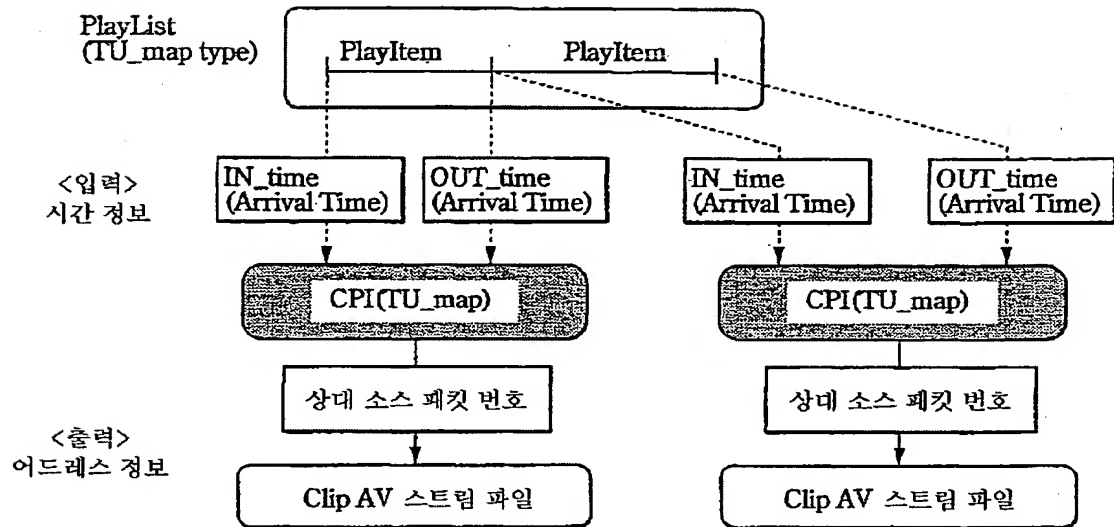 PlayList
(TU_map type)
PlayItem
PlayItem
<입력>
시간 정보
IN_time
(Arrival Time)
OUT_time
(Arrival Time)
IN_time
(Arrival Time)
OUT_time
(Arrival Time)
CPI(TU_map)
CPI(TU_map)
상대 소스 패킷 번호
상대 소스 패킷 번호
<출력>
어드레스 정보
Clip AV 스트림 파일
Clip AV 스트림 파일